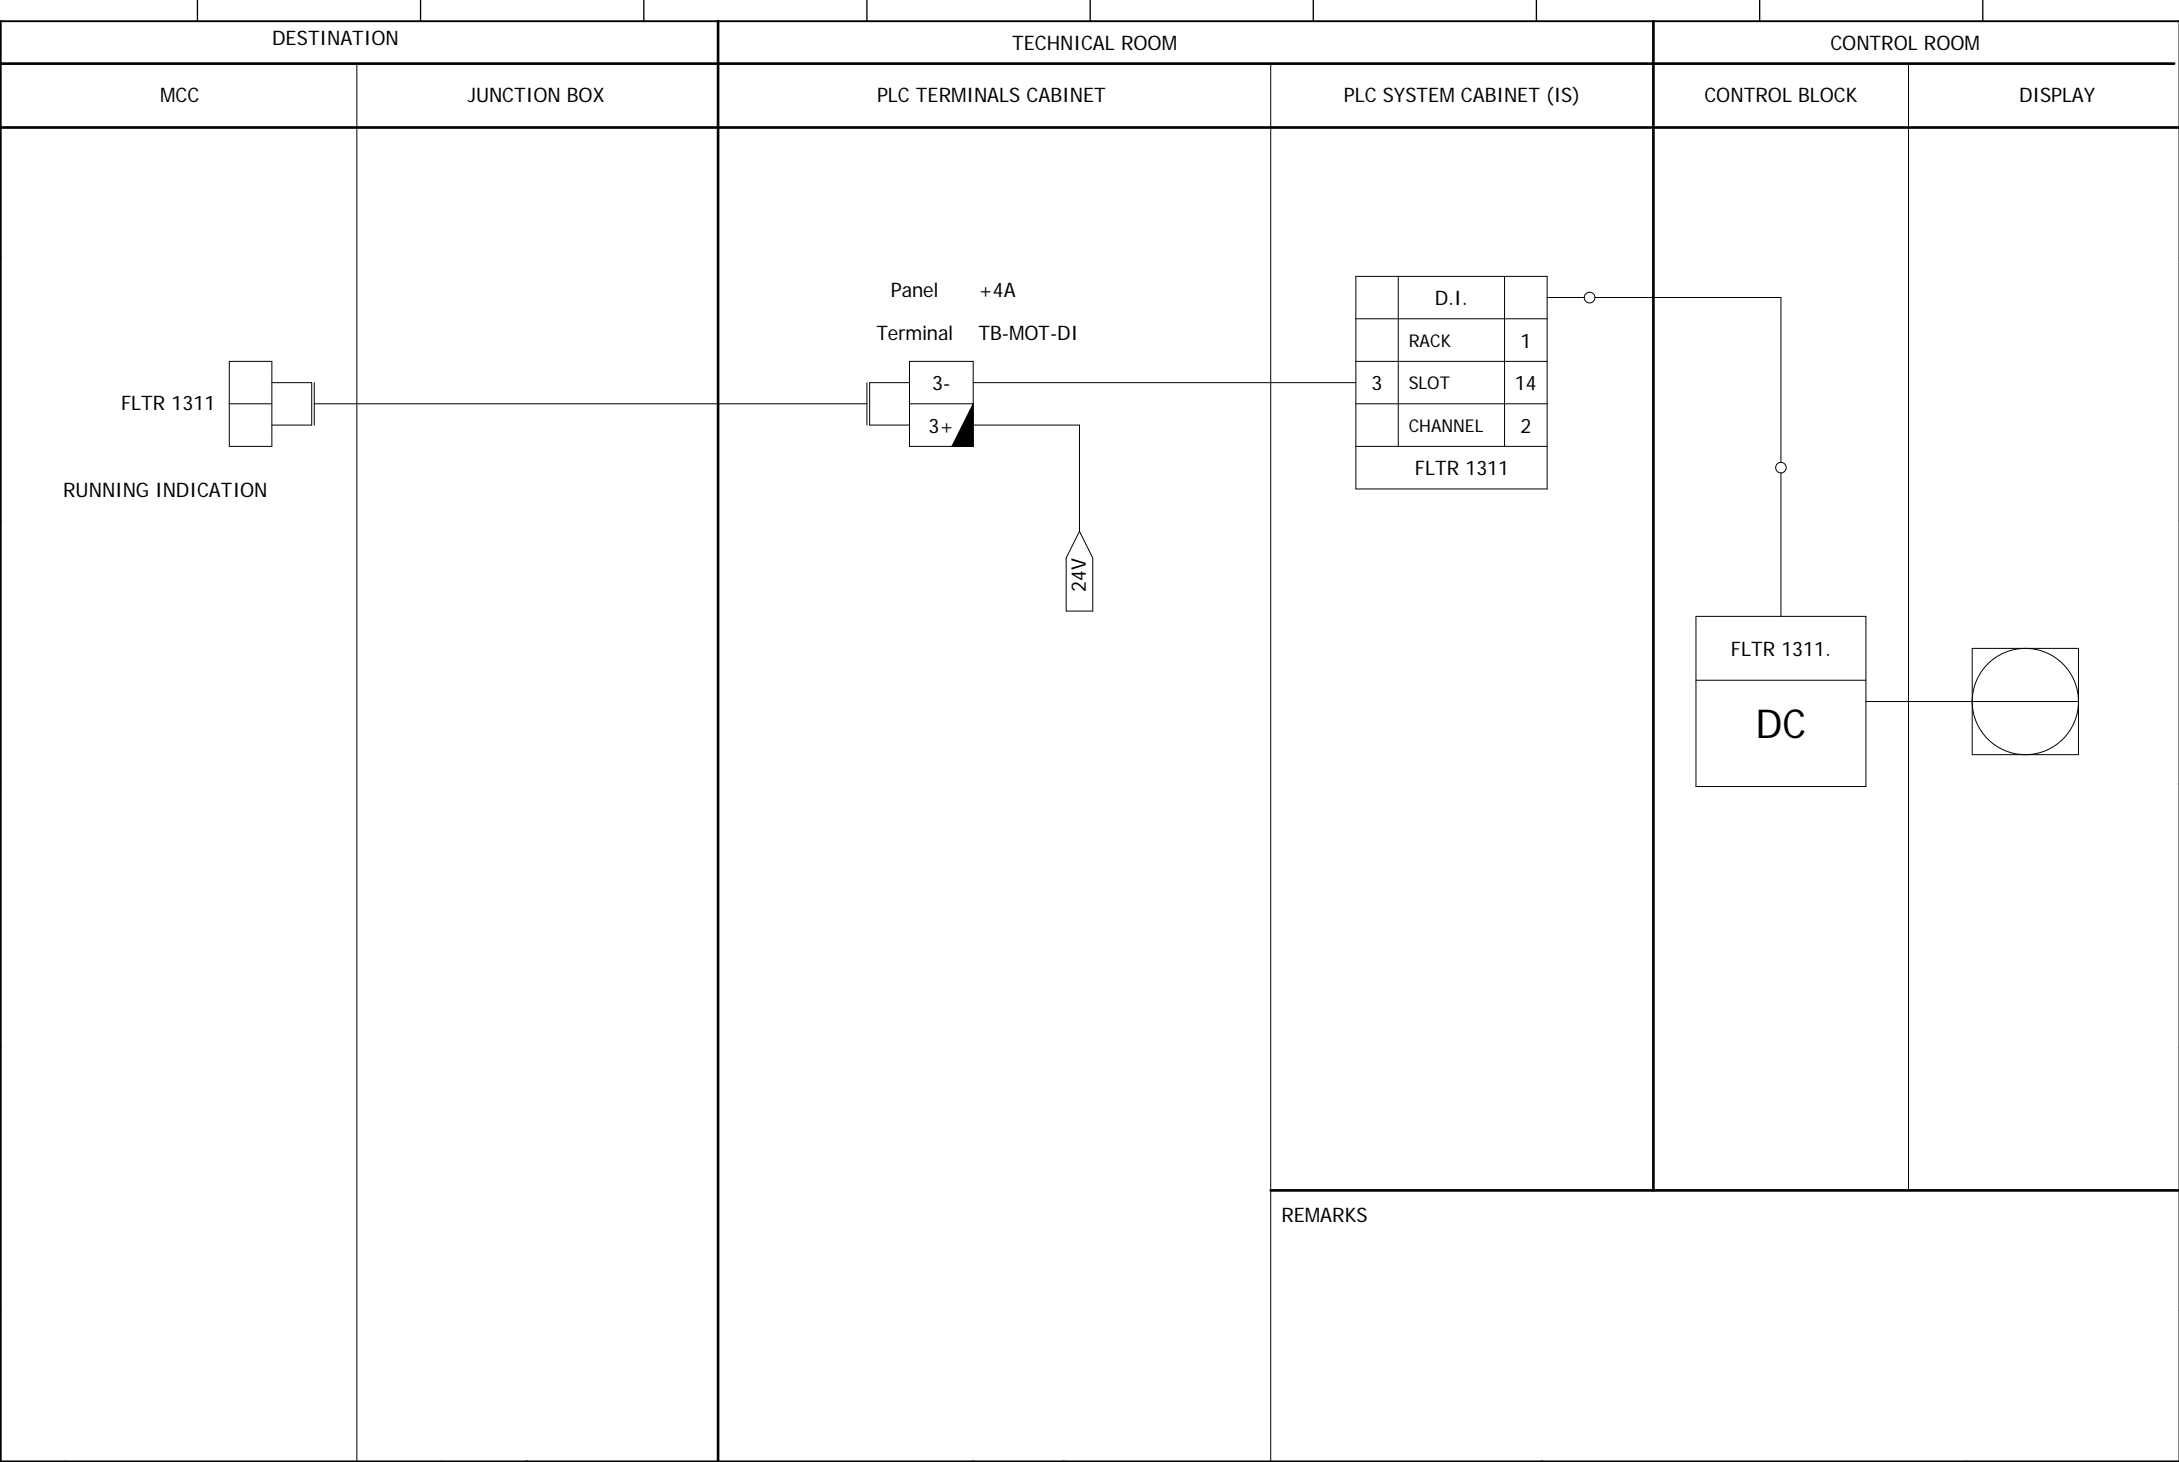 DESTINATION
TECHNICAL ROOM
CONTROL ROOM
MCC
JUNCTION BOX
PLC TERMINALS CABINET
PLC SYSTEM CABINET (IS)
CONTROL BLOCK
DISPLAY
Panel +4A
Terminal TB-MOT-DI
FLTR 1311
RUNNING INDICATION
3-
3+
24V
D.I.
RACK 1
3 SLOT 14
CHANNEL 2
FLTR 1311
FLTR 1311.
DC
REMARKS